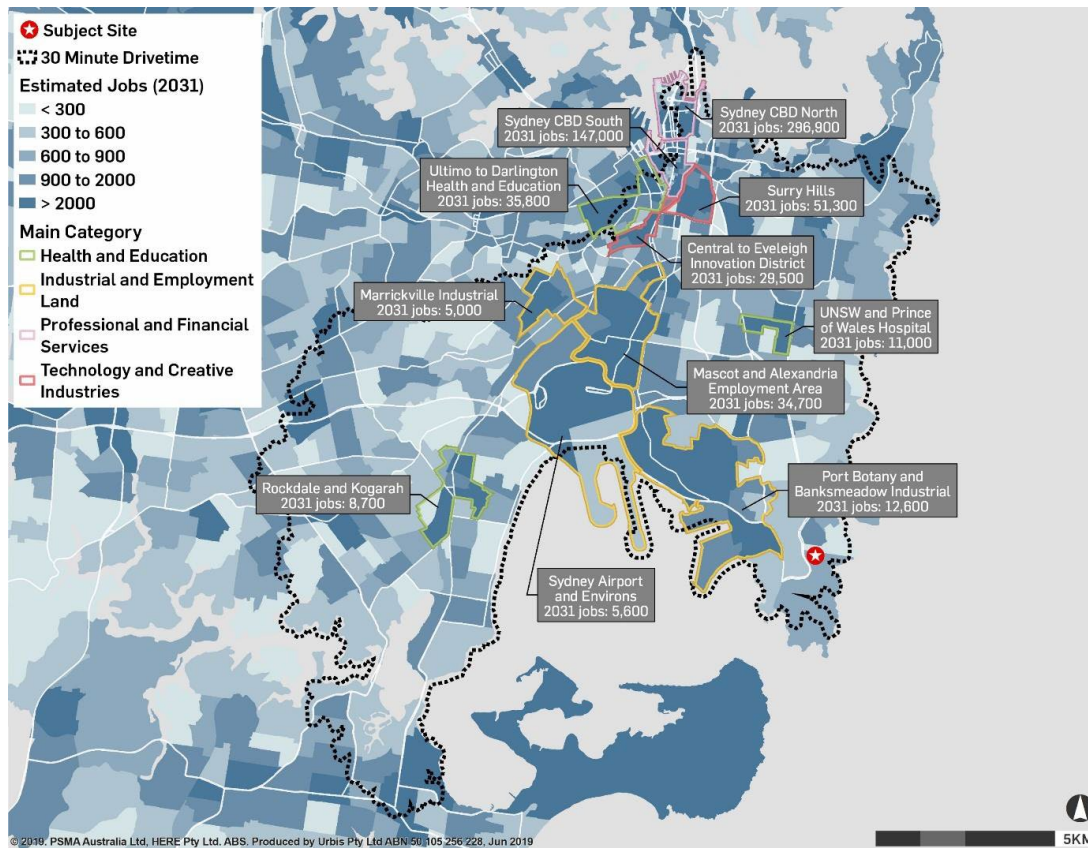 Subject Site
30 Minute Drivetime
Estimated Jobs (2031)
< 300
300 to 600
600 to 900
900 to 2000
> 2000
Main Category
Health and Education
Industrial and Employment
Land
Professional and Financial
Services
Technology and Creative
Industries
Sydney CBD North
2031 jobs: 296,900
Sydney CBD South
2031 jobs: 147,000
Ultimo to Darlington
Health and Education
2031 jobs: 35,800
Surry Hills
2031 jobs: 51,300
Central to Eveleigh
Innovation District
2031 jobs: 29,500
Marrickville Industrial
2031 jobs: 5,000
UNSW and Prince
of Wales Hospital
2031 jobs: 11,000
Mascot and Alexandria
Employment Area
2031 jobs: 34,700
Rockdale and Kogarah
2031 jobs: 8,700
Port Botany and
Banksmeadow Industrial
2031 jobs: 12,600
Sydney Airport
and Environs
2031 jobs: 5,600
© 2019. PSMA Australia Ltd, HERE Pty Ltd. ABS. Produced by Urbis Pty Ltd ABN 50 105 256 228, Jun 2019
5KM